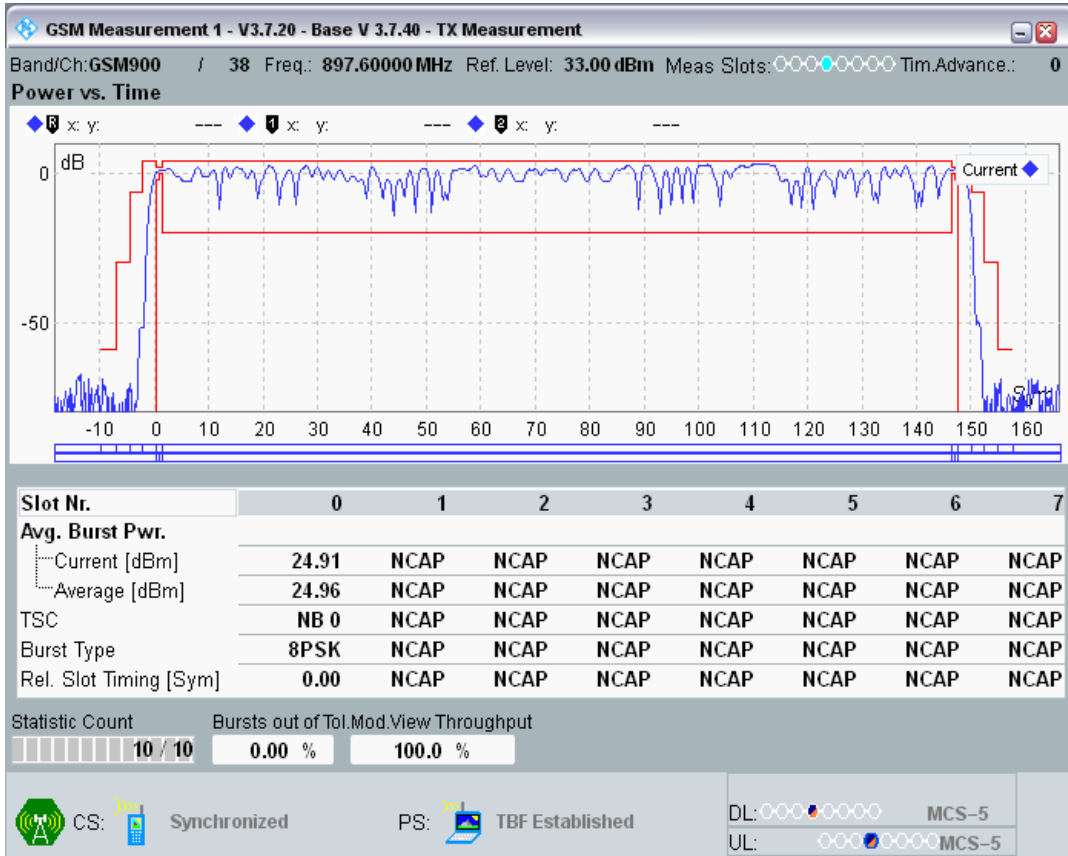 GSM Measurement 1 - V3.7.20 - Base V 3.7.40 - TX Measurement
Band/Ch:GSM900 / 38 Freq.: 897.60000 MHz Ref. Level: 33.00 dBm Meas Slots: Tim.Advance.: 0
Power vs. Time
R x: y: --- 1 x: y: --- 2 x: y: ---
dB
Current
0
-50
Sym
-10 0 10 20 30 40 50 60 70 80 90 100 110 120 130 140 150 160
Slot Nr. 0 1 2 3 4 5 6 7
Avg. Burst Pwr.
Current [dBm] 24.91 NCAP NCAP NCAP NCAP NCAP NCAP NCAP
Average [dBm] 24.96 NCAP NCAP NCAP NCAP NCAP NCAP NCAP
TSC NB 0 NCAP NCAP NCAP NCAP NCAP NCAP NCAP
Burst Type 8PSK NCAP NCAP NCAP NCAP NCAP NCAP NCAP
Rel. Slot Timing [Sym] 0.00 NCAP NCAP NCAP NCAP NCAP NCAP NCAP
Statistic Count Bursts out of Tol.Mod.View Throughput
10 / 10 0.00 % 100.0 %
CS: Synchronized PS: TBF Established
DL: MCS-5
UL: MCS-5